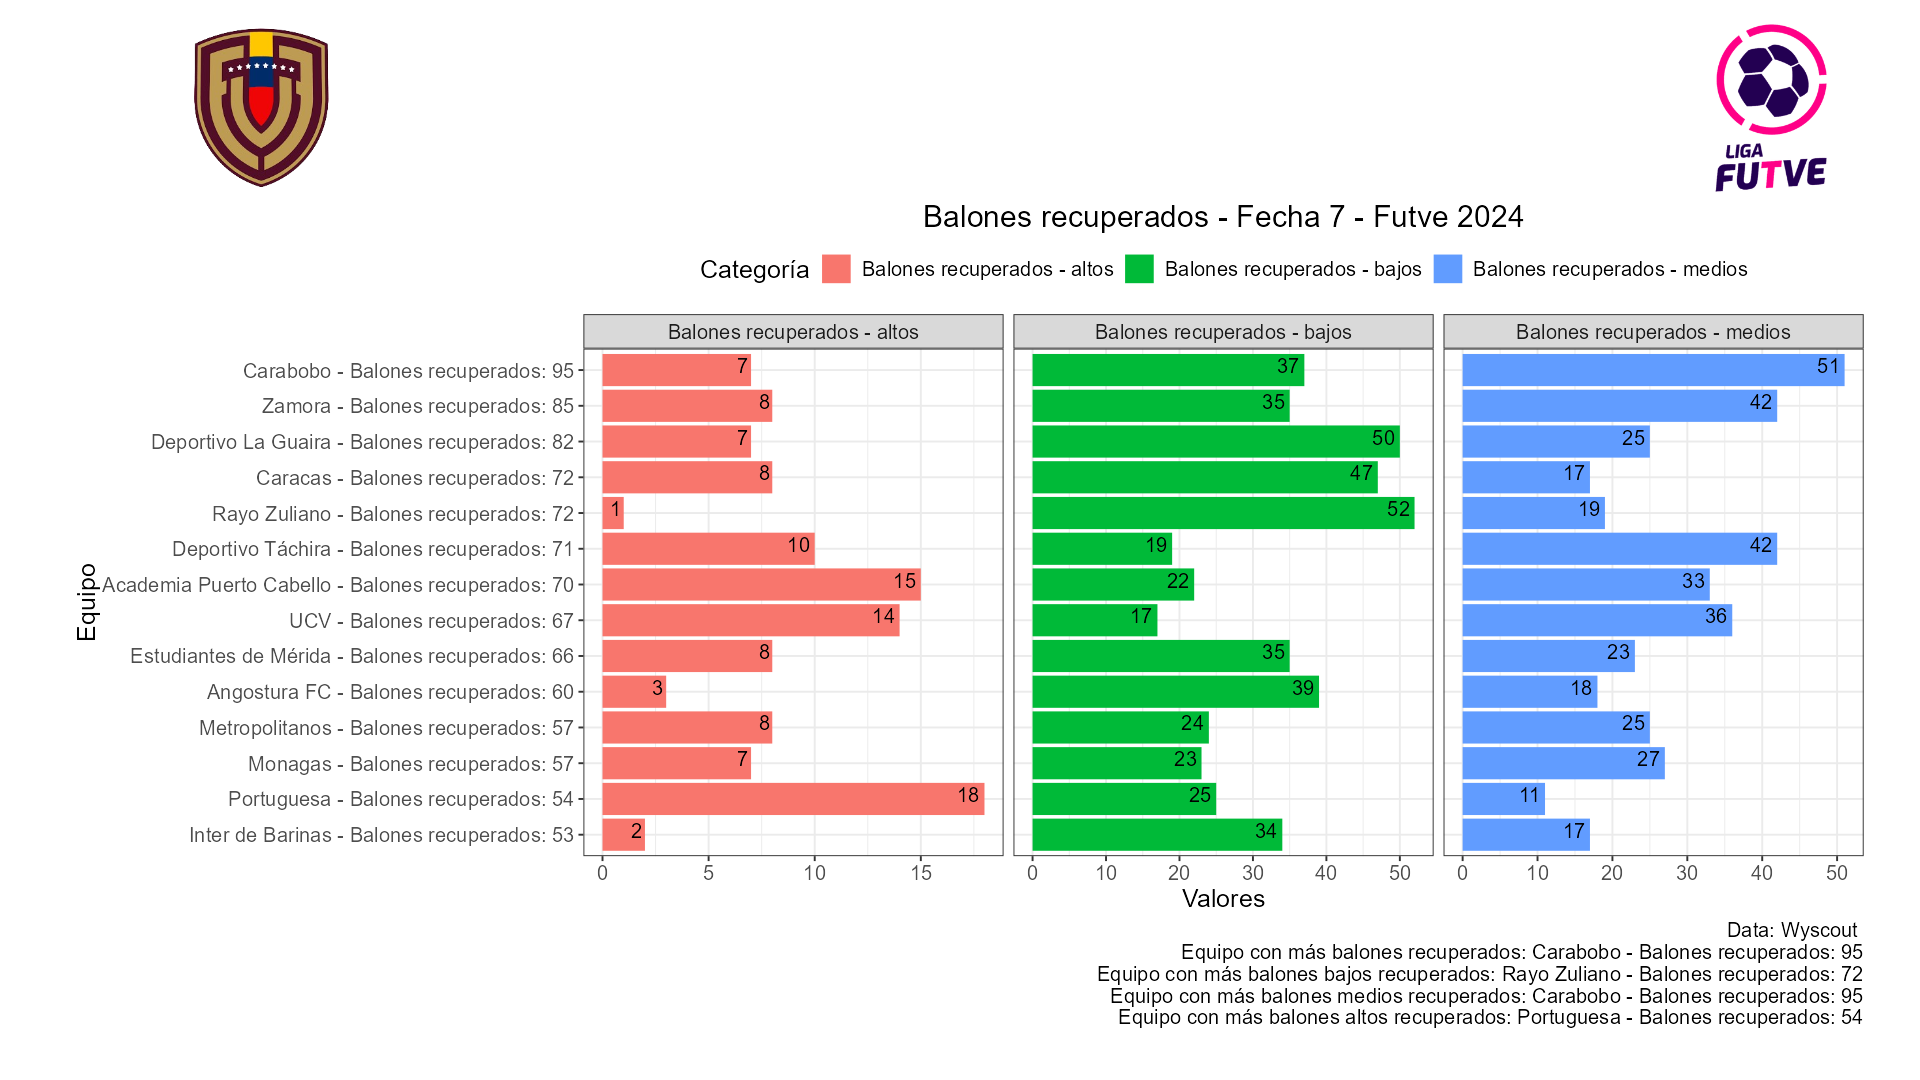 LIGA
FUTVE
Balones recuperados - Fecha 7 - Futve 2024
Categoría Balones recuperados - altos Balones recuperados - bajos Balones recuperados - medios
Balones recuperados - altos Balones recuperados - bajos Balones recuperados - medios
Equipo
Carabobo - Balones recuperados: 95 7 37 51
Zamora - Balones recuperados: 85 8 35 42
Deportivo La Guaira - Balones recuperados: 82 7 50 25
Caracas - Balones recuperados: 72 8 47 17
Rayo Zuliano - Balones recuperados: 72 1 52 19
Deportivo Táchira - Balones recuperados: 71 10 19 42
Academia Puerto Cabello - Balones recuperados: 70 15 22 33
UCV - Balones recuperados: 67 14 17 36
Estudiantes de Mérida - Balones recuperados: 66 8 35 23
Angostura FC - Balones recuperados: 60 3 39 18
Metropolitanos - Balones recuperados: 57 8 24 25
Monagas - Balones recuperados: 57 7 23 27
Portuguesa - Balones recuperados: 54 18 25 11
Inter de Barinas - Balones recuperados: 53 2 34 17
0 5 10 15 0 10 20 30 40 50 0 10 20 30 40 50
Valores
Data: Wyscout
Equipo con más balones recuperados: Carabobo - Balones recuperados: 95
Equipo con más balones bajos recuperados: Rayo Zuliano - Balones recuperados: 72
Equipo con más balones medios recuperados: Carabobo - Balones recuperados: 95
Equipo con más balones altos recuperados: Portuguesa - Balones recuperados: 54